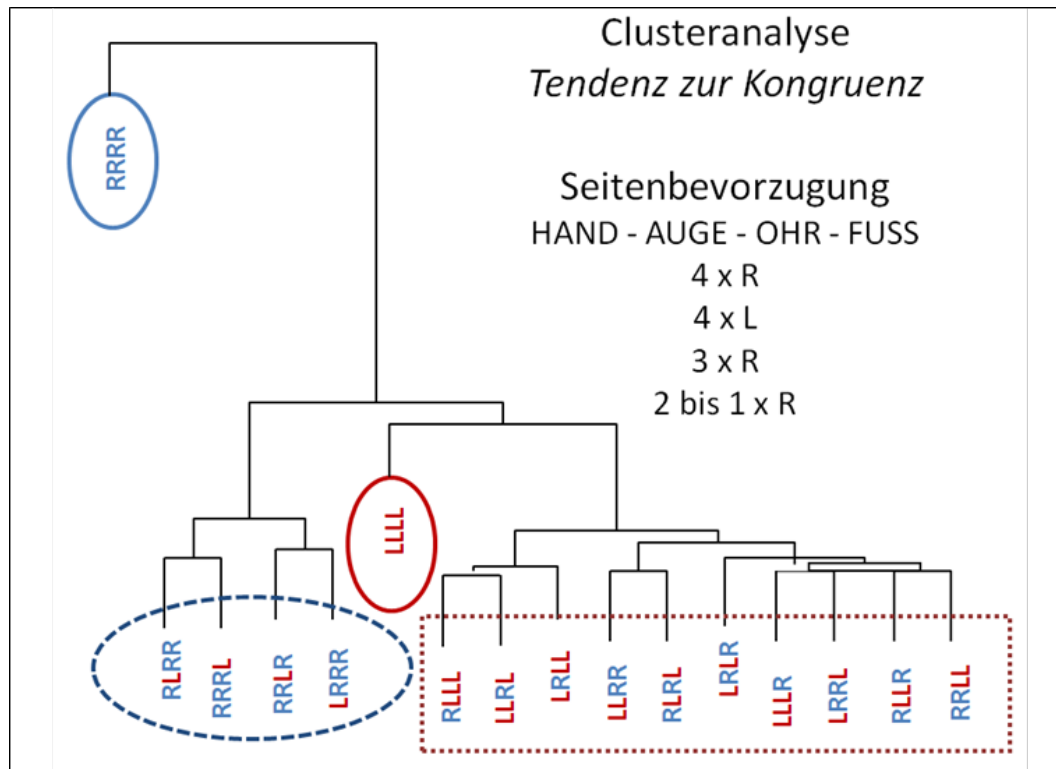 Clusteranalyse
Tendenz zur Kongruenz
RRRR
Seitenbevorzugung
HAND - AUGE - OHR - FUSS
4 x R
4 x L
3 x R
2 bis 1 x R
LLLL
RLRR
RRRL
RRLR
LRRR
RLLL
LLRL
LRLL
LLRR
RLRL
LRLR
LLLR
LRRL
RLLR
RRLL